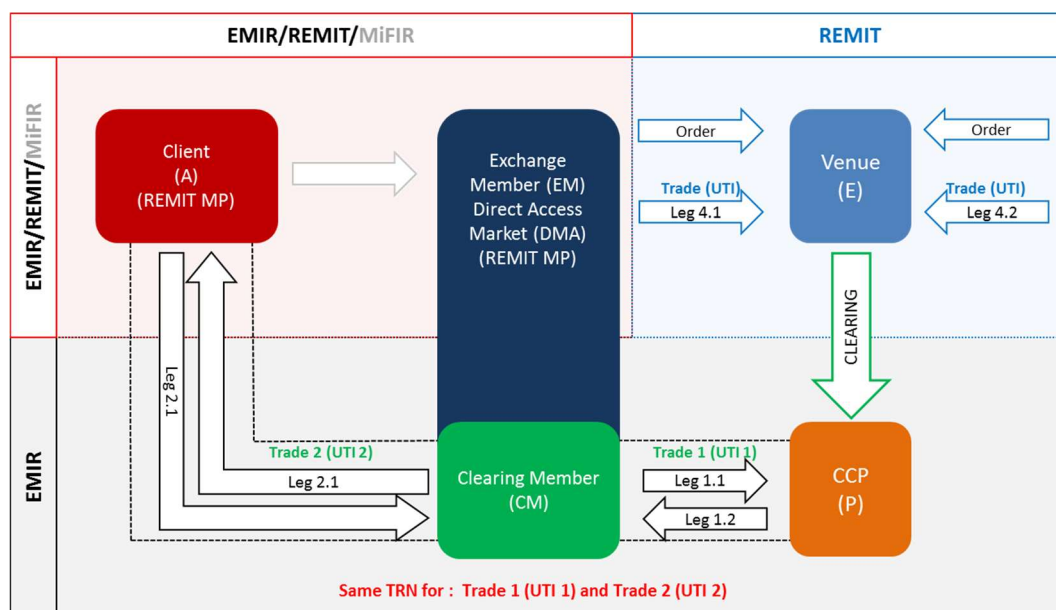 EMIR/REMIT/MiFIR
REMIT
EMIR/REMIT/MiFIR
Client
(A)
(REMIT MP)
Exchange
Member (EM)
Direct Access
Market (DMA)
(REMIT MP)
Order
Venue
(E)
Order
Trade (UTI)
Leg 4.1
Trade (UTI)
Leg 4.2
CLEARING
EMIR
Leg 2.1
Trade 2 (UTI 2)
Leg 2.1
Clearing Member
(CM)
Trade 1 (UTI 1)
Leg 1.1
Leg 1.2
CCP
(P)
Same TRN for : Trade 1 (UTI 1) and Trade 2 (UTI 2)